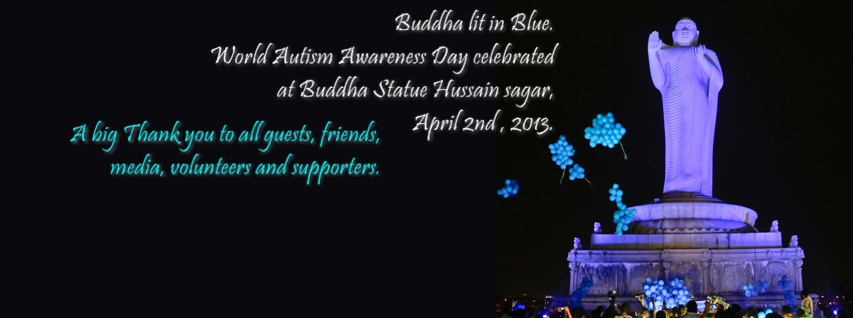 Buddha lit in Blue.
World Autism Awareness Day celebrated
at Buddha Statue Hussain sagar,
April 2nd , 2013.
A big Thank you to all guests, friends,
media, volunteers and supporters.